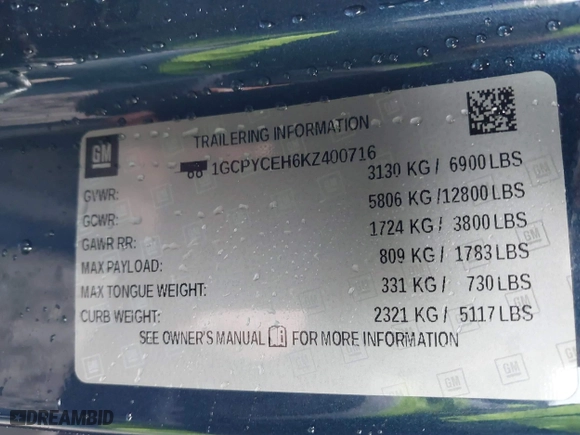 GM
TRAILERING INFORMATION
1GCPYCEH6KZ400716
GVWR: 3130 KG / 6900 LBS
GCWR: 5806 KG / 12800 LBS
GAWR RR: 1724 KG / 3800 LBS
MAX PAYLOAD: 809 KG / 1783 LBS
MAX TONGUE WEIGHT: 331 KG / 730 LBS
CURB WEIGHT: 2321 KG / 5117 LBS
SEE OWNER'S MANUAL FOR MORE INFORMATION
DREAMBID